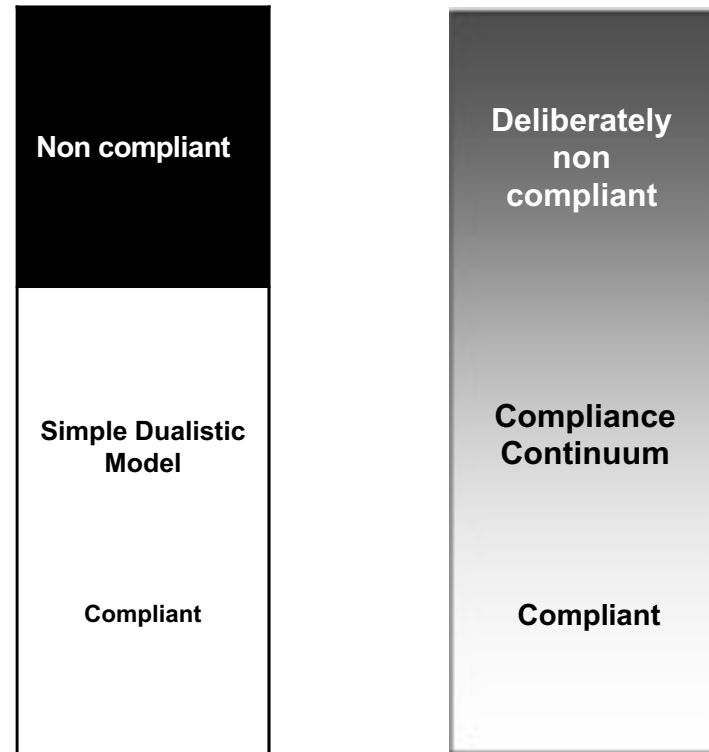 Non compliant
Simple Dualistic
Model
Compliant
Deliberately
non
compliant
Compliance
Continuum
Compliant